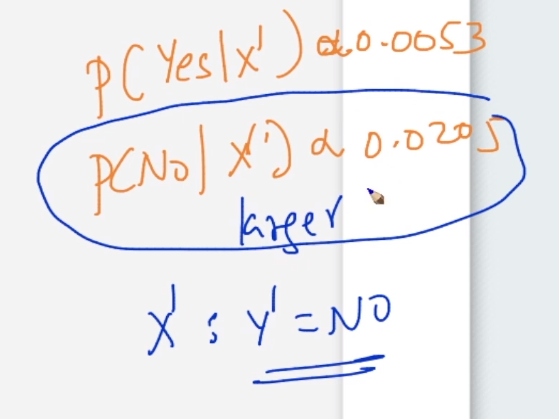 P(Yes|X') ∝ 0.0053
P(No|X') ∝ 0.0205
larger
X' : Y' = NO